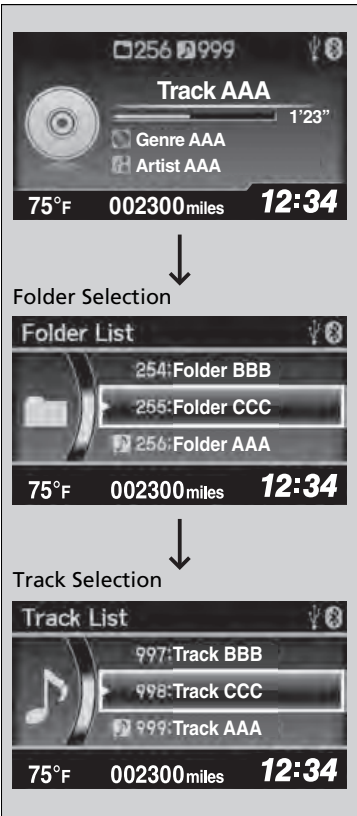 256 999
Track AAA
1'23”
Genre AAA
Artist AAA
75°F 002300 miles 12:34
Folder Selection
Folder List
254:Folder BBB
255:Folder CCC
256:Folder AAA
75°F 002300 miles 12:34
Track Selection
Track List
997:Track BBB
998:Track CCC
999:Track AAA
75°F 002300 miles 12:34